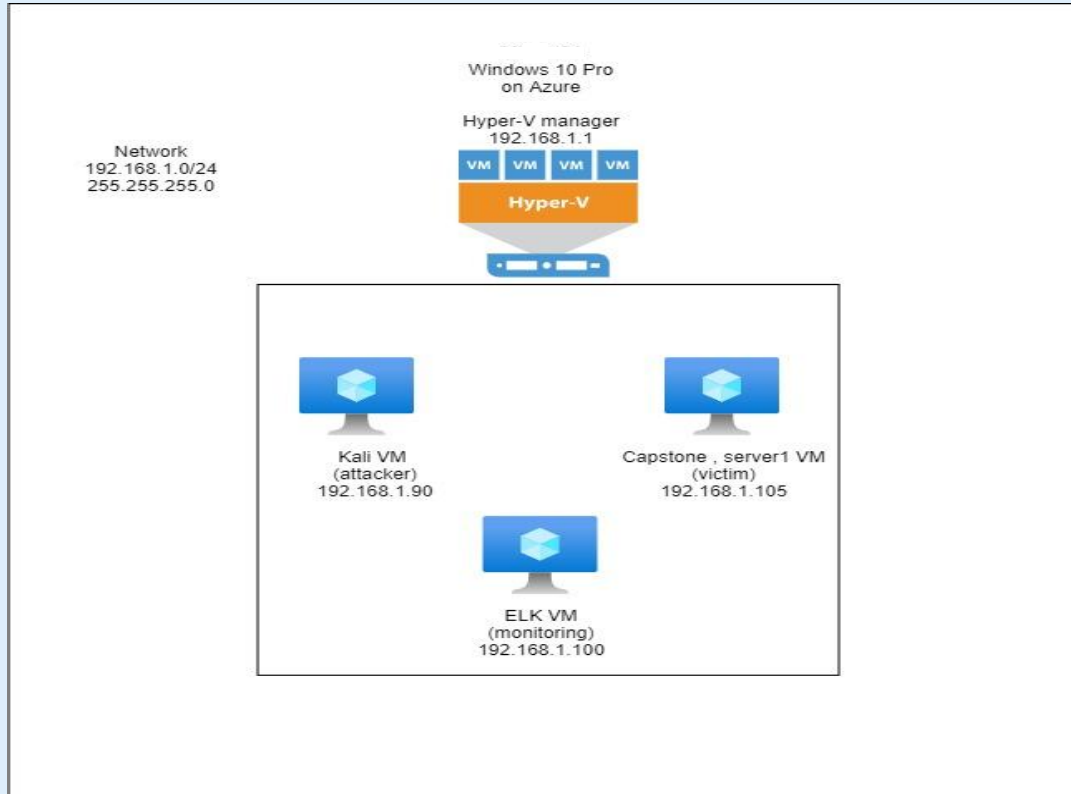 Windows 10 Pro
on Azure
Hyper-V manager
192.168.1.1
Network
192.168.1.0/24
255.255.255.0
VM VM VM VM
Hyper-V
Kali VM
(attacker)
192.168.1.90
Capstone , server1 VM
(victim)
192.168.1.105
ELK VM
(monitoring)
192.168.1.100